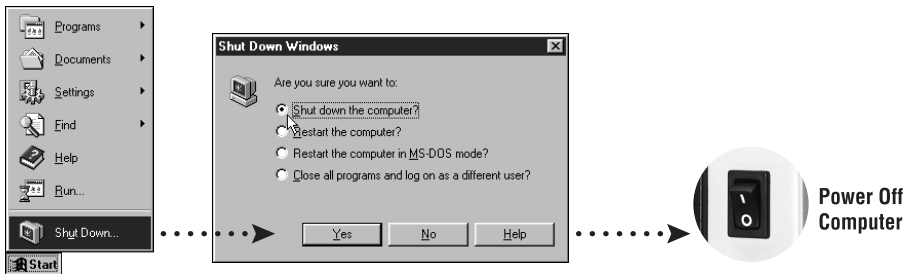 Programs
Documents
Settings
Find
Help
Run...
Shut Down...
Start
Shut Down Windows
Are you sure you want to:
Shut down the computer?
Restart the computer?
Restart the computer in MS-DOS mode?
Close all programs and log on as a different user?
Yes
No
Help
Power Off
Computer